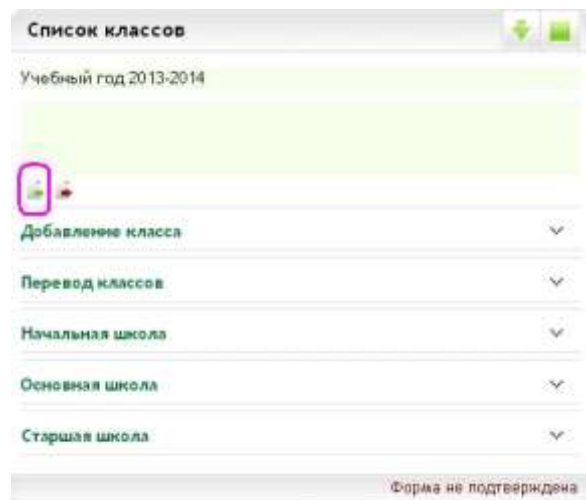 Список классов
Учебный год 2013-2014
Добавление класса
Перевод классов
Начальная школа
Основная школа
Старшая школа
Форма не подтверждена